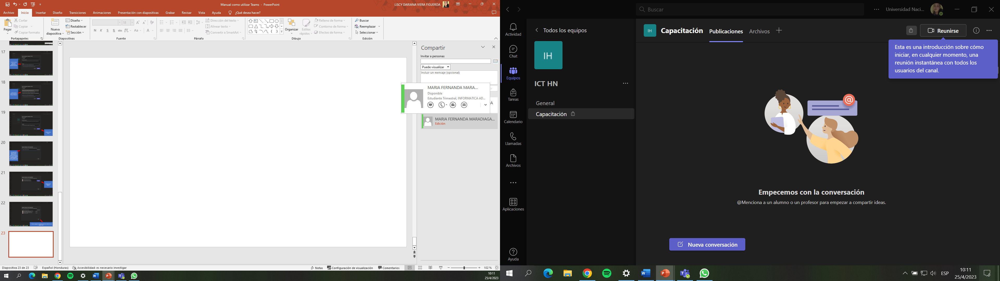 Manual como utilizar Teams - PowerPoint
LISCY DARIANA VIERA FIGUEROA
Archivo Inicio Insertar Diseño Transiciones Animaciones Presentación con diapositivas Grabar Revisar Vista Ayuda ¿Qué desea hacer?
Pegar
Cortar
Copiar
Copiar formato
Portapapeles
Nueva
diapositiva
Diseño
Restablecer
Sección
Diapositivas
18
N K S S abc AV Aa A
Fuente
Dirección del texto
Alinear texto
Convertir a SmartArt
Párrafo
Organizar
Estilos
rápidos
Relleno de forma
Contorno de forma
Efectos de forma
Dibujo
Buscar
Reemplazar
Seleccionar
Edición
17
18
19
20
21
22
23
Compartir
Invitar a personas
Puede visualizar
Incluir un mensaje (opcional)
MARIA FERNANDA MARA...
Disponible
Estudiante Trimestral, INFORMATICA AD...
MARIA FERNANDA MARADIAGA...
Edición
Diapositiva 23 de 23 Español (Honduras) Accesibilidad: es necesario investigar
Notas Configuración de visualización Comentarios 102 %
10:11
25/4/2023
Buscar
Universidad Naci...
Actividad
Chat
Equipos
Tareas
Calendario
Llamadas
Archivos
Aplicaciones
Ayuda
Todos los equipos
IH
ICT HN
General
Capacitación
IH Capacitación Publicaciones Archivos
Reunirse
Esta es una introducción sobre cómo
iniciar, en cualquier momento, una
reunión instantánea con todos los
usuarios del canal.
@
Empecemos con la conversación
@Menciona a un alumno o un profesor para empezar a compartir ideas.
Nueva conversación
ESP
10:11
25/4/2023